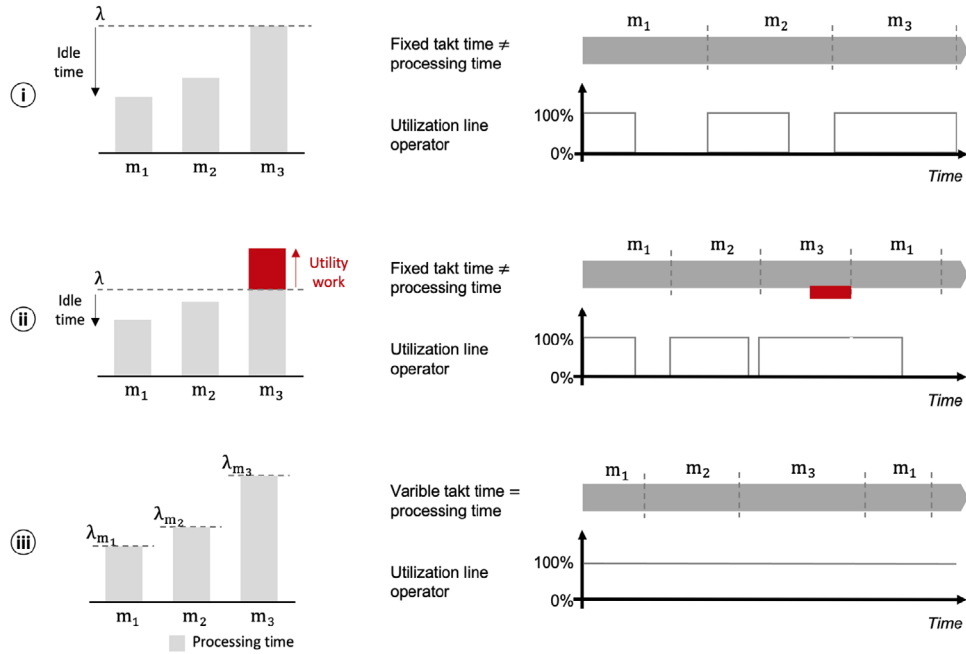 i
λ
Idle
time
m₁ m₂ m₃
Fixed takt time ≠
processing time
m₁ m₂ m₃
Utilization line
operator
100%
0%
Time
ii
λ
Idle
time
Utility
work
m₁ m₂ m₃
Fixed takt time ≠
processing time
m₁ m₂ m₃ m₁
Utilization line
operator
100%
0%
Time
iii
λm₁
λm₂
λm₃
m₁ m₂ m₃
Processing time
Varible takt time =
processing time
m₁ m₂ m₃ m₁
Utilization line
operator
100%
0%
Time